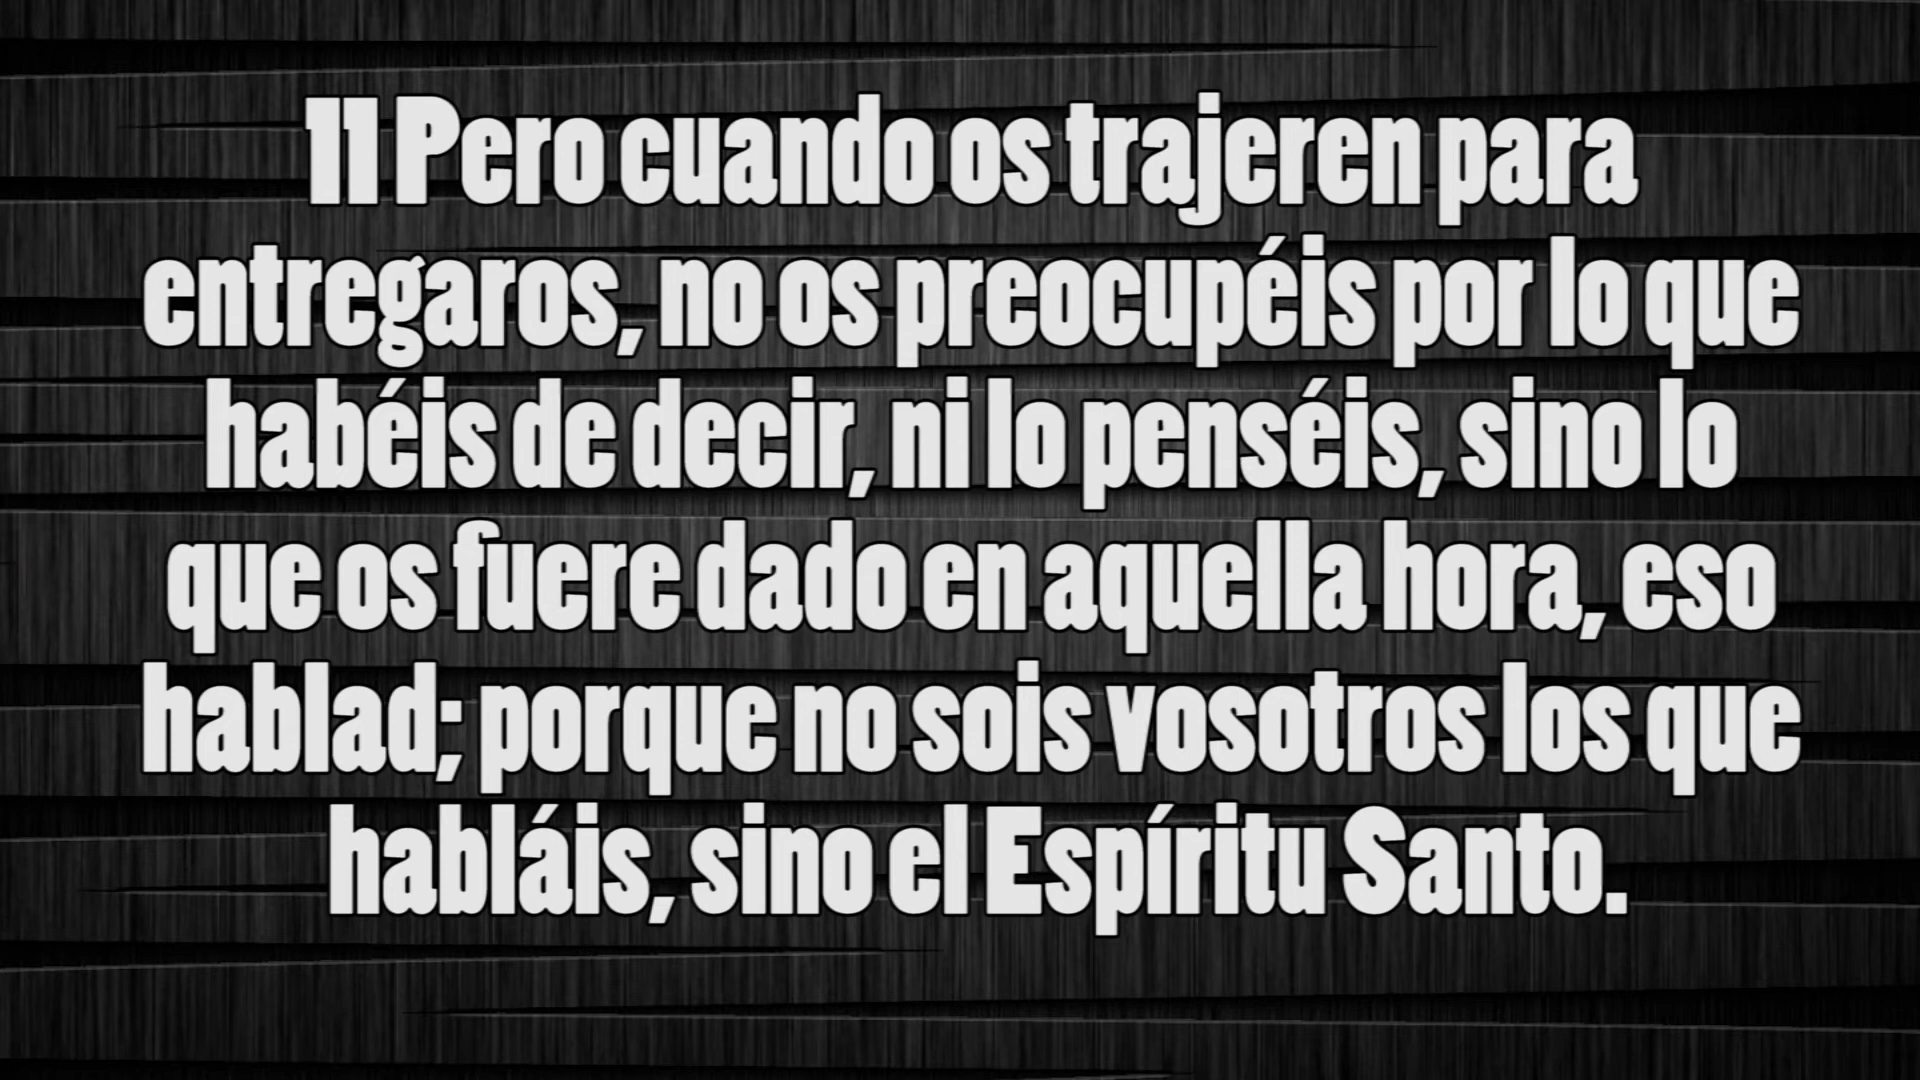 11 Pero cuando os trajeren para
entregaros, no os preocupéis por lo que
habéis de decir, ni lo penséis, sino lo
que os fuere dado en aquella hora, eso
hablad; porque no sois vosotros los que
habláis, sino el Espíritu Santo.